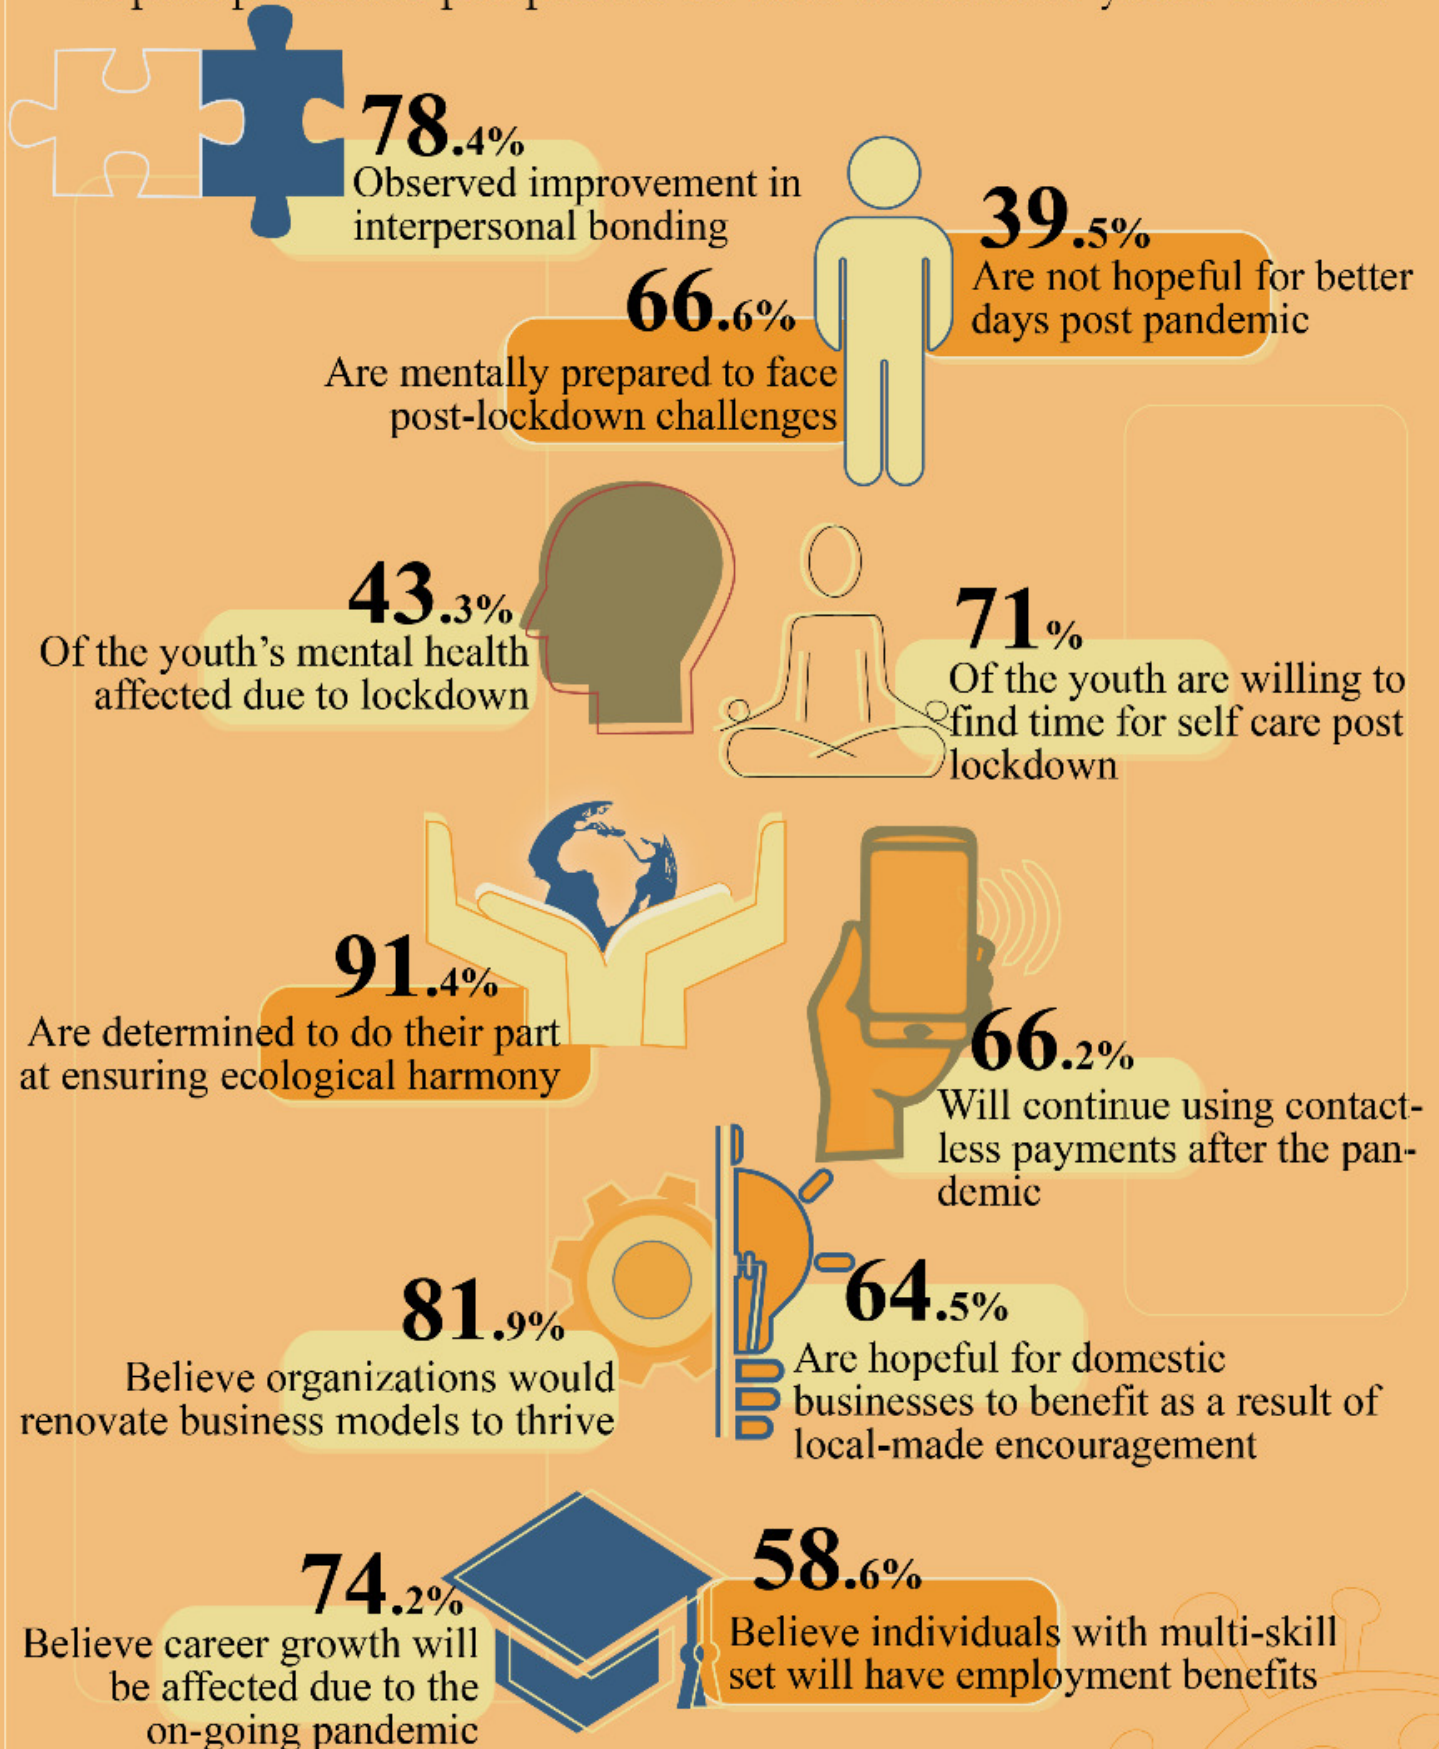 78.4%
Observed improvement in
interpersonal bonding
39.5%
Are not hopeful for better
days post pandemic
66.6%
Are mentally prepared to face
post-lockdown challenges
43.3%
Of the youth's mental health
affected due to lockdown
71%
Of the youth are willing to
find time for self care post
lockdown
91.4%
Are determined to do their part
at ensuring ecological harmony
66.2%
Will continue using contact-
less payments after the pan-
demic
81.9%
Believe organizations would
renovate business models to thrive
64.5%
Are hopeful for domestic
businesses to benefit as a result of
local-made encouragement
74.2%
Believe career growth will
be affected due to the
on-going pandemic
58.6%
Believe individuals with multi-skill
set will have employment benefits